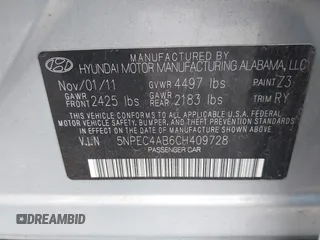 MANUFACTURED BY
HYUNDAI MOTOR MANUFACTURING ALABAMA, LLC
Nov/01/11 GVWR 4497 lbs PAINT Z3
GAWR FRONT 2425 lbs GAWR REAR 2183 lbs TRIM RY
THIS VEHICLE CONFORMS TO ALL APPLICABLE FEDERAL MOTOR
VEHICLE SAFETY, BUMPER, AND THEFT PREVENTION STANDARDS
IN EFFECT ON THE DATE OF MANUFACTURE SHOWN ABOVE.
V.I.N 5NPEC4AB6CH409728
PASSENGER CAR
DREAMBID